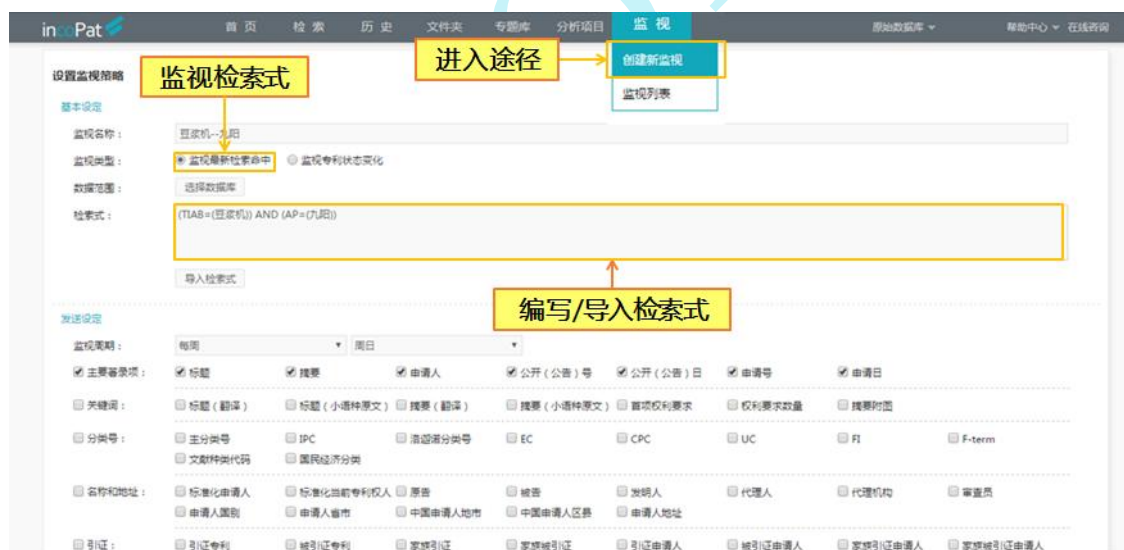 incoPat 首页 检索 历史 文件夹 专题库 分析项目 监视 原始数据库 帮助中心 在线咨询
进入途径 创建新监视
监视列表
设置监视策略 监视检索式
基本设定
监视名称： 豆浆机--九阳
监视类型： 监视最新检索命中 监视专利状态变化
数据范围： 选择数据库
检索式： (TIAB=(豆浆机)) AND (AP=(九阳))
导入检索式
编写/导入检索式
发送设定
监视周期： 每周 周日
主要著录项： 标题 摘要 申请人 公开（公告）号 公开（公告）日 申请号 申请日
关键词： 标题（翻译） 标题（小语种原文） 摘要（翻译） 摘要（小语种原文） 首项权利要求 权利要求数量 摘要附图
分类号： 主分类号 IPC 洛迦诺分类号 EC CPC UC FI F-term
文献种类代码 国民经济分类
名称和地址： 标准化申请人 标准化当前专利权人 原告 被告 发明人 代理人 代理机构 审查员
申请人国别 申请人省市 中国申请人地市 中国申请人区县 申请人地址
引证： 引证专利 被引证专利 家族引证 家族被引证 引证申请人 被引证申请人 家族引证申请人 家族被引证申请人